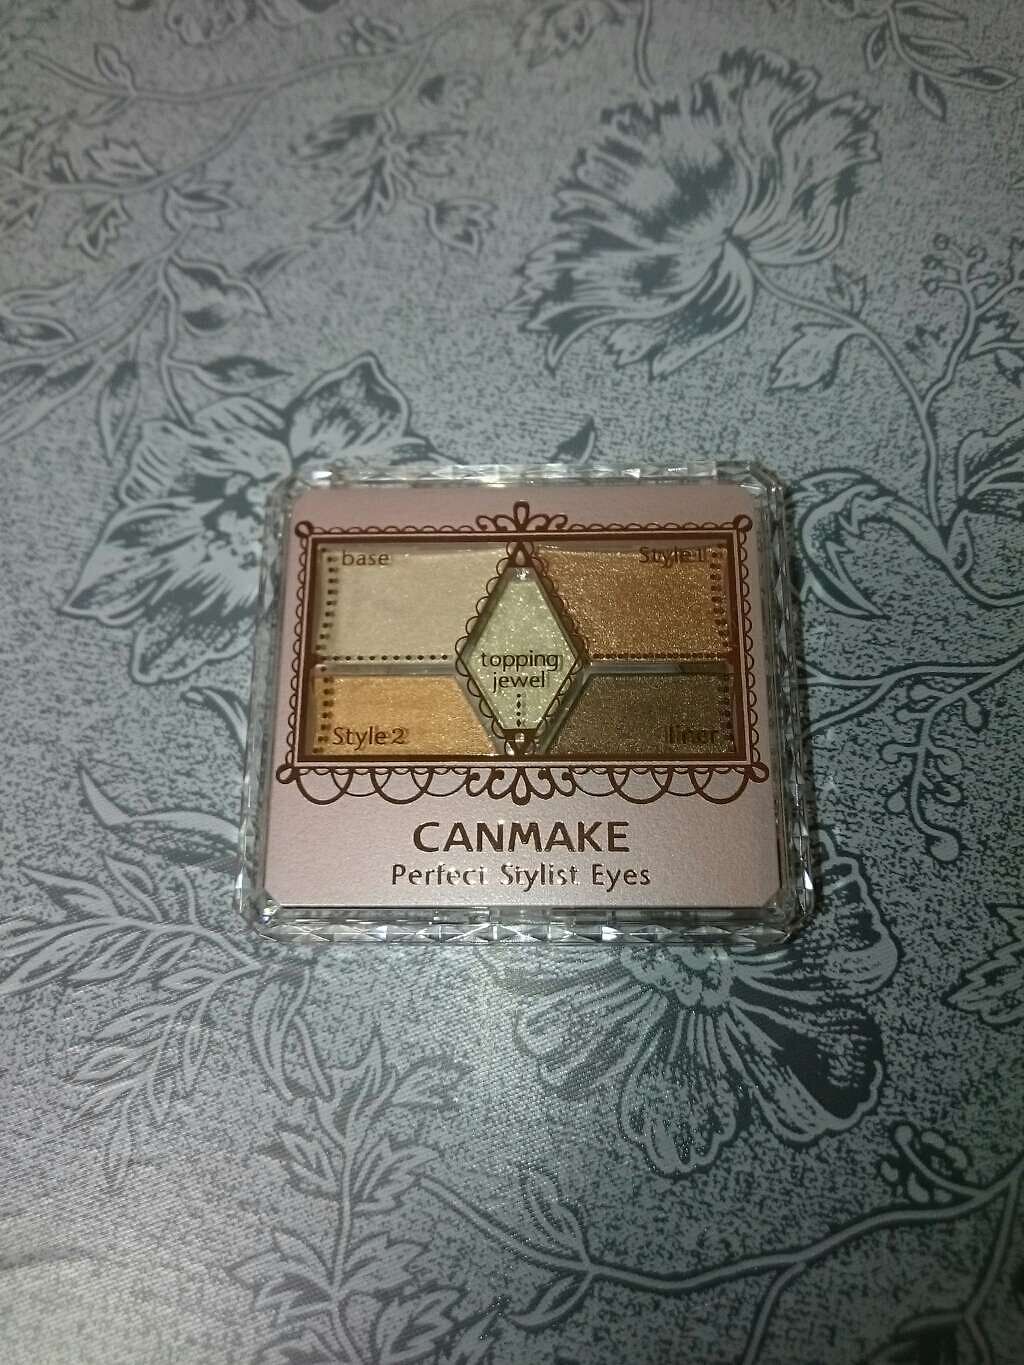 base
Style 1
topping
jewel
Style 2
liner
CANMAKE
Perfect Stylist Eyes